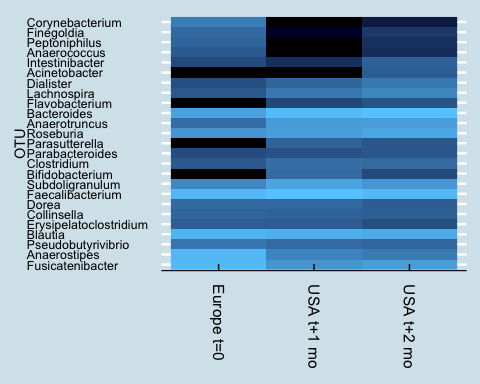 Corynebacterium
Finegoldia
Peptoniphilus
Anaerococcus
Intestinibacter
Acinetobacter
Dialister
Lachnospira
Flavobacterium
Bacteroides
Anaerotruncus
Roseburia
Parasutterella
Parabacteroides
Clostridium
Bifidobacterium
Subdoligranulum
Faecalibacterium
Dorea
Collinsella
Erysipelatoclostridium
Blautia
Pseudobutyrivibrio
Anaerostipes
Fusicatenibacter
OTU
Europe t=0
USA t+1 mo
USA t+2 mo